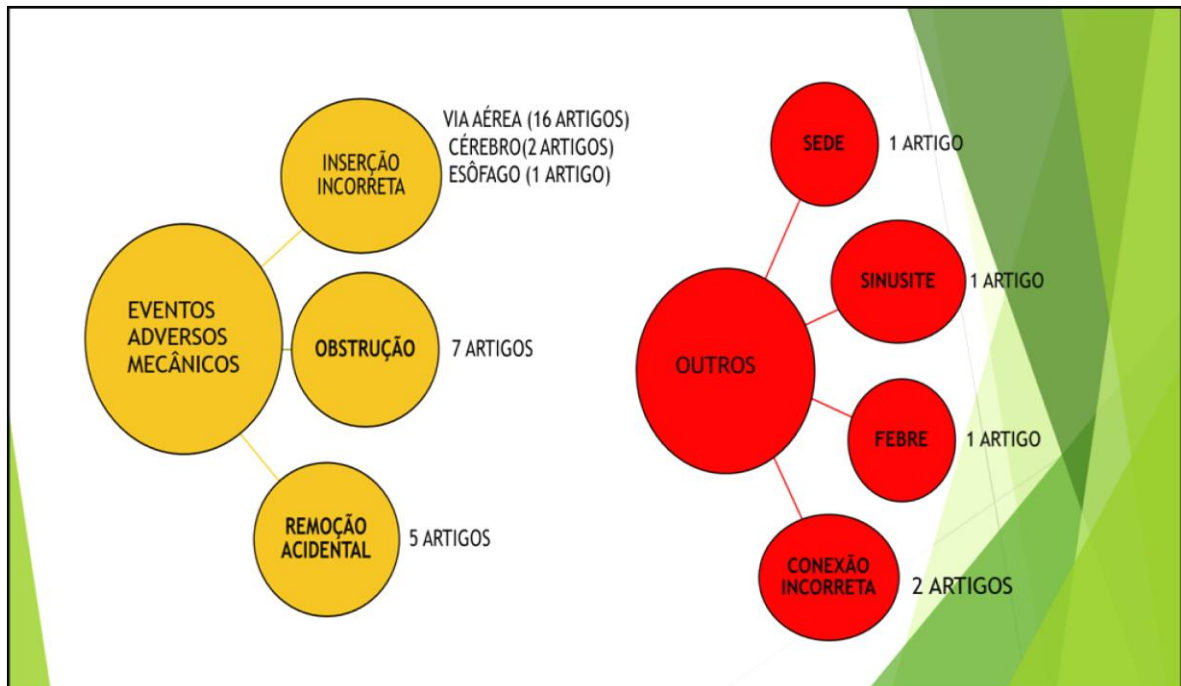 EVENTOS
ADVERSOS
MECÂNICOS
INSERÇÃO
INCORRETA
VIA AÉREA (16 ARTIGOS)
CÉREBRO(2 ARTIGOS)
ESÔFAGO (1 ARTIGO)
OBSTRUÇÃO
7 ARTIGOS
REMOÇÃO
ACIDENTAL
5 ARTIGOS
OUTROS
SEDE
1 ARTIGO
SINUSITE
1 ARTIGO
FEBRE
1 ARTIGO
CONEXÃO
INCORRETA
2 ARTIGOS